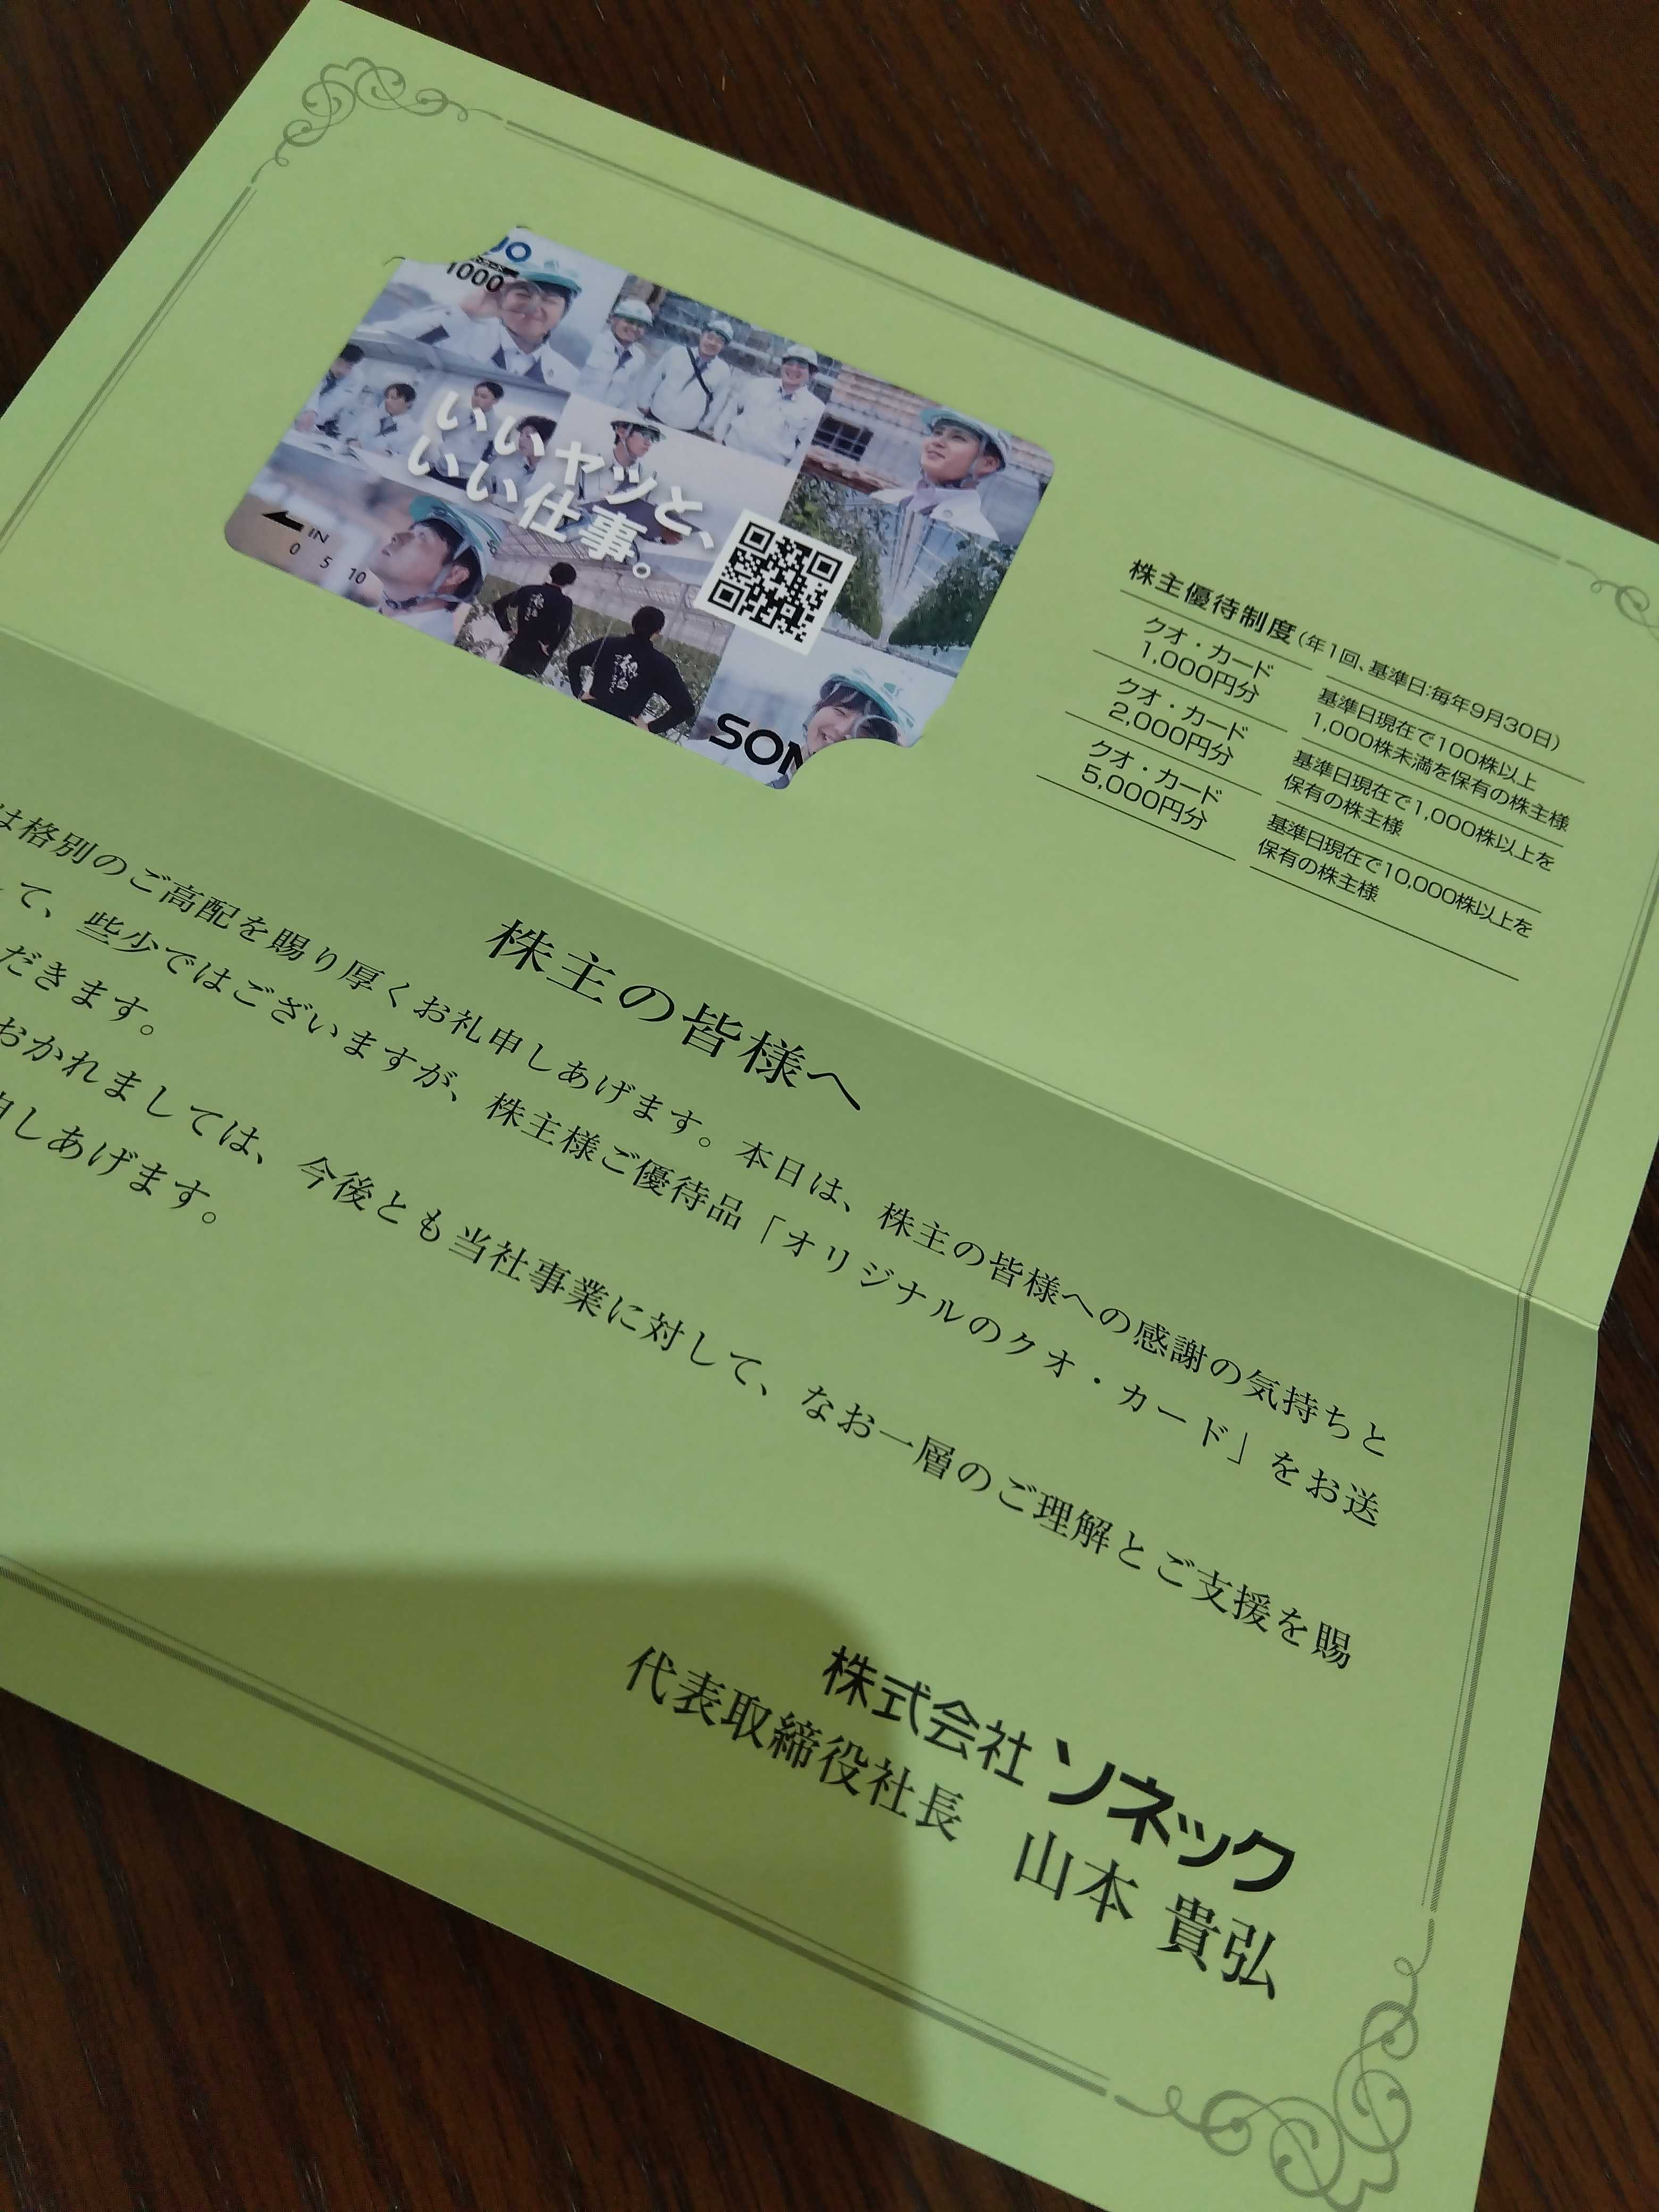 1000
いいヤツと、
いい仕事。
IN
0 5 10
SON
株主優待制度(年1回、基準日:毎年9月30日)
クオ・カード
1,000円分
基準日現在で100株以上
1,000株未満を保有の株主様
クオ・カード
2,000円分
基準日現在で1,000株以上を
保有の株主様
クオ・カード
5,000円分
基準日現在で10,000株以上を
保有の株主様
株主の皆様へ
は格別のご高配を賜り厚くお礼申しあげます。本日は、株主の皆様への感謝の気持ちと
て、些少ではございますが、株主様ご優待品「オリジナルのクオ・カード」をお送
だきます。
おかれましては、今後とも当社事業に対して、なお一層のご理解とご支援を賜
申しあげます。
株式会社ソネック
代表取締役社長 山本 貴弘